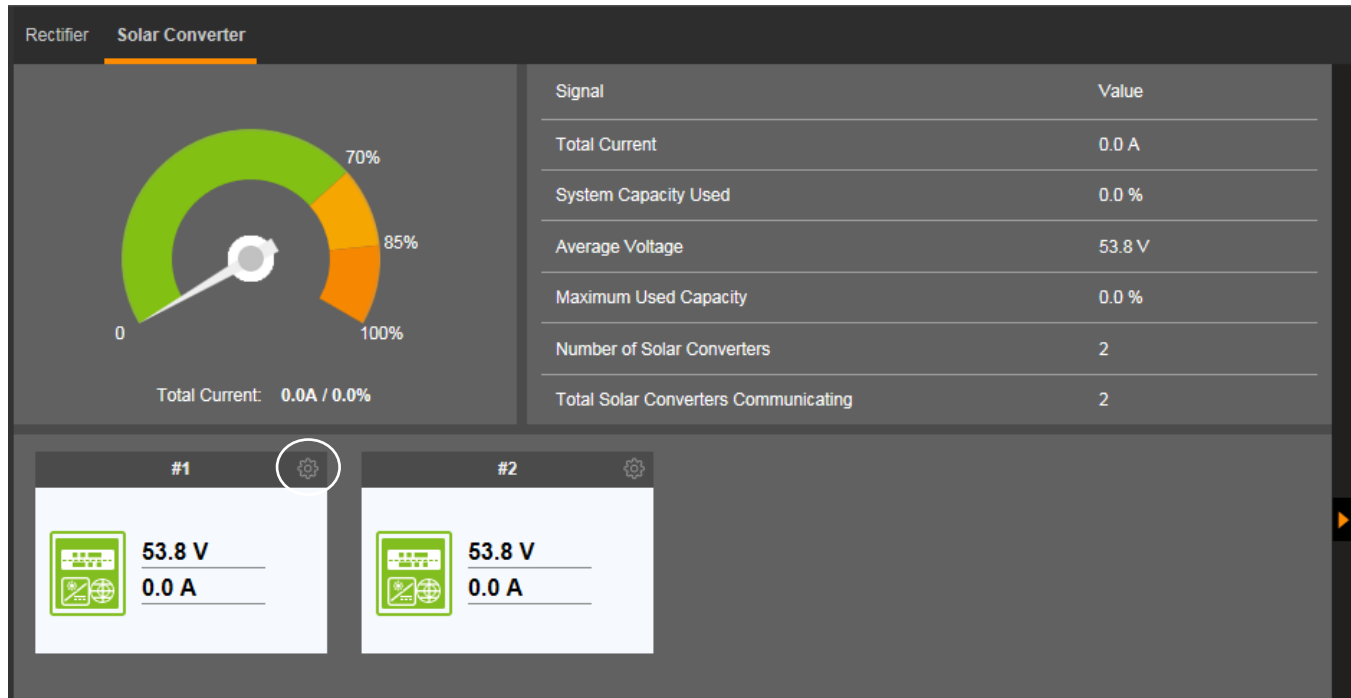 Rectifier Solar Converter
70%
85%
0
100%
Total Current: 0.0A / 0.0%
Signal Value
Total Current 0.0 A
System Capacity Used 0.0 %
Average Voltage 53.8 V
Maximum Used Capacity 0.0 %
Number of Solar Converters 2
Total Solar Converters Communicating 2
#1
53.8 V
0.0 A
#2
53.8 V
0.0 A